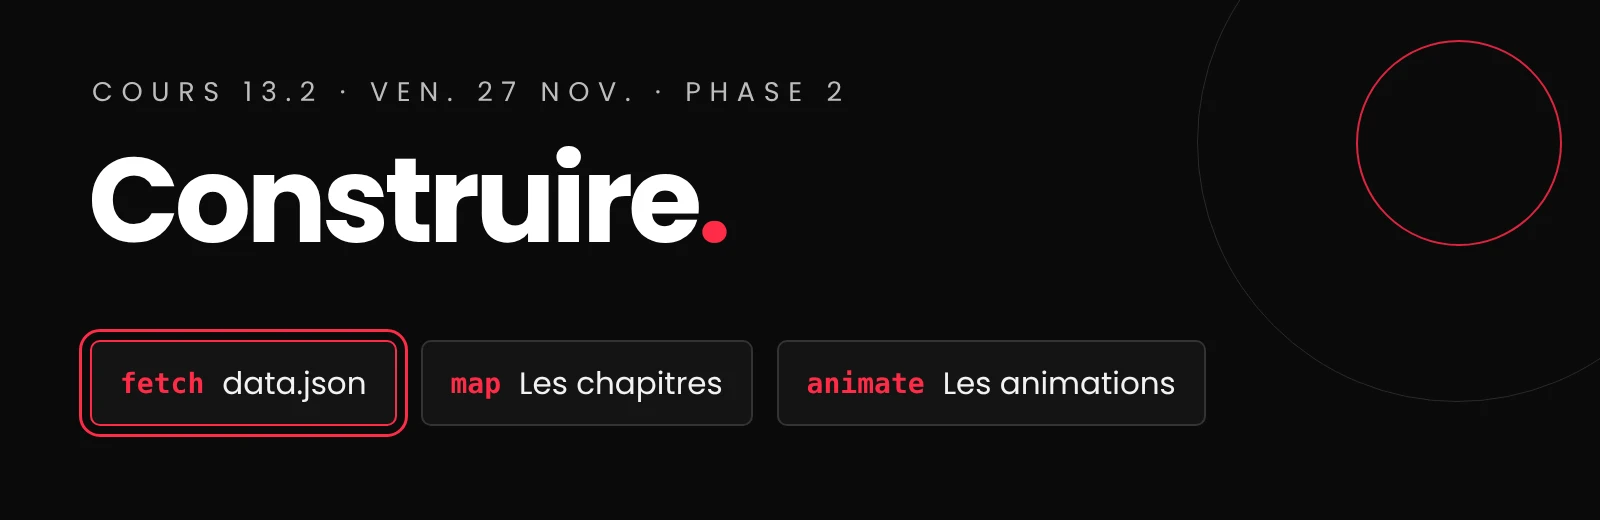 COURS 13.2 · VEN. 27 NOV. · PHASE 2
Construire.
fetch data.json map Les chapitres animate Les animations